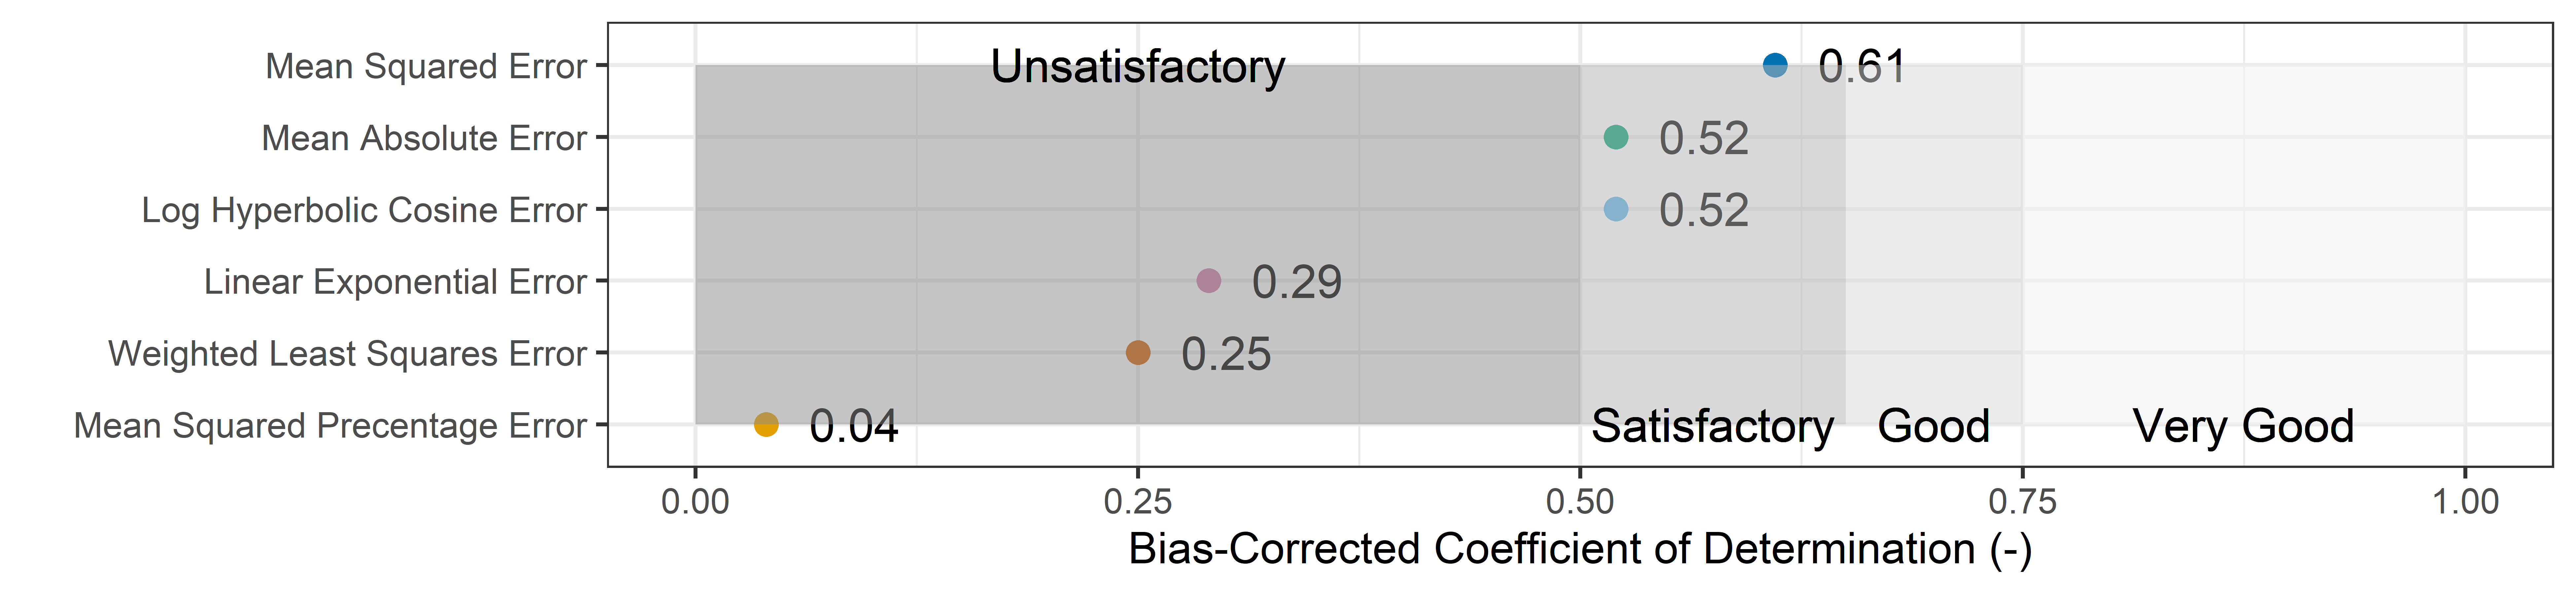 Mean Squared Error
Unsatisfactory
0.61
Mean Absolute Error
0.52
Log Hyperbolic Cosine Error
0.52
Linear Exponential Error
0.29
Weighted Least Squares Error
0.25
Mean Squared Precentage Error
0.04
Satisfactory
Good
Very Good
0.00
0.25
0.50
0.75
1.00
Bias-Corrected Coefficient of Determination (-)